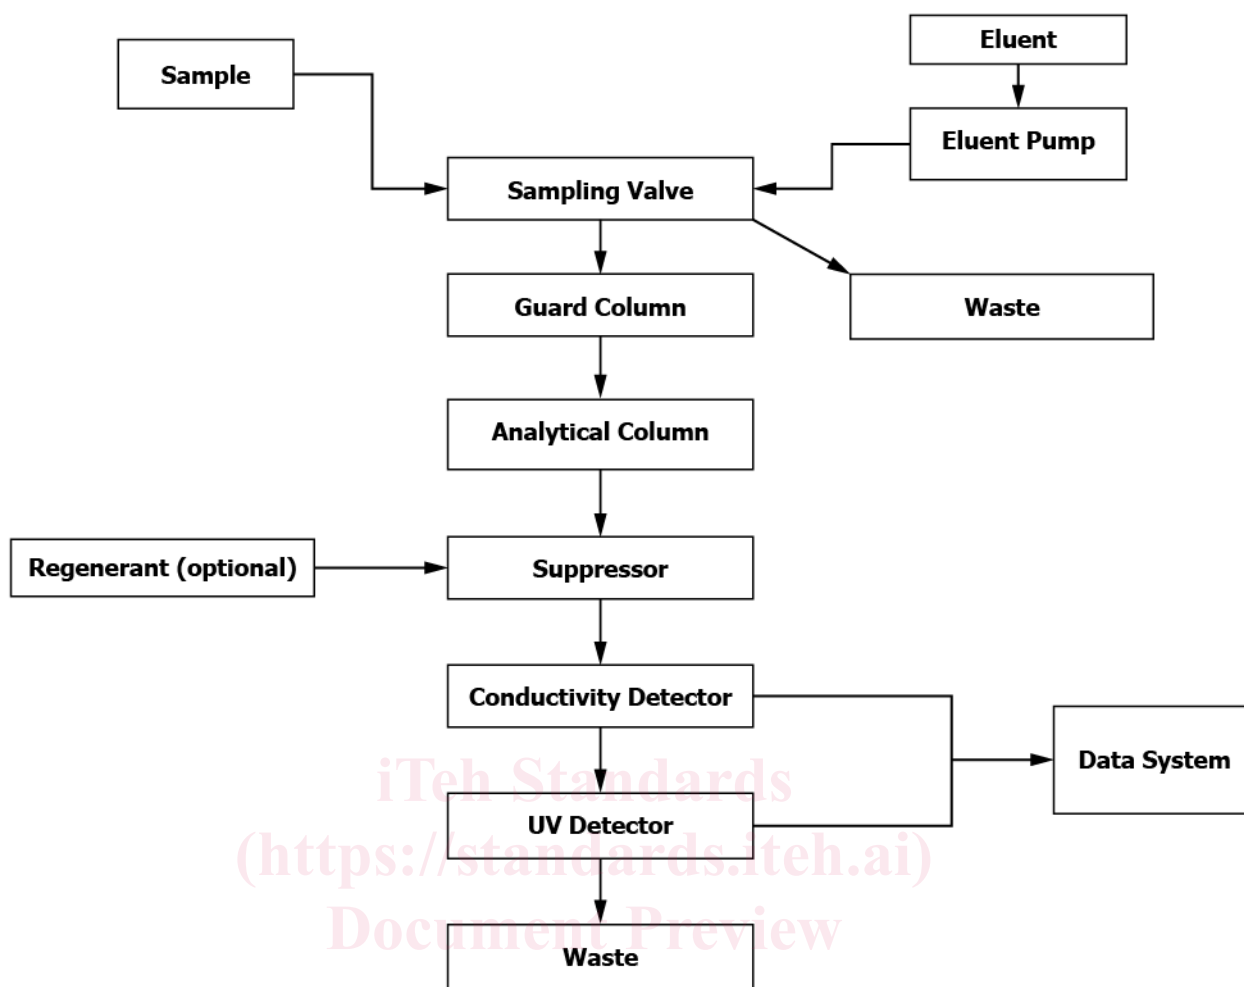 Eluent
Sample
Eluent Pump
Sampling Valve
Guard Column
Waste
Analytical Column
Regenerant (optional)
Suppressor
Conductivity Detector
Data System
iTeh Standards
UV Detector
(https://standards.iteh.ai)
Document Preview
Waste